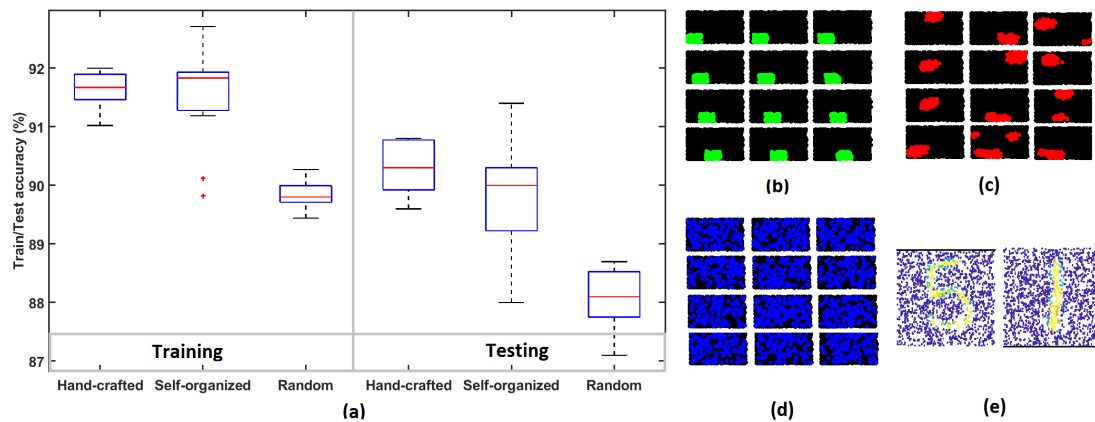 92
91
90
89
88
87
Train/Test accuracy (%)
Training
Testing
Hand-crafted Self-organized Random Hand-crafted Self-organized Random
(a)
(b)
(c)
(d)
(e)